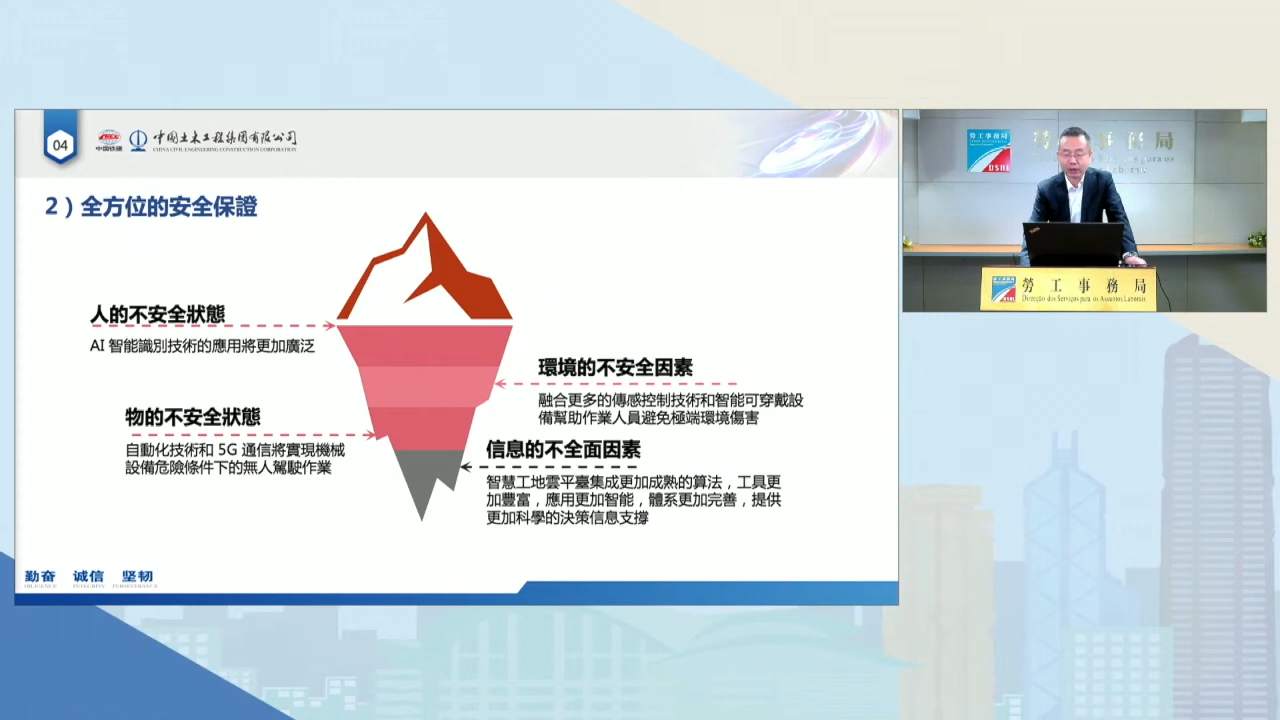 04
中国铁建
中國土木工程集团有限公司
CHINA CIVIL ENGINEERING CONSTRUCTION CORPORATION
2）全方位的安全保證
人的不安全狀態
AI 智能識別技術的應用將更加廣泛
物的不安全狀態
自動化技術和 5G 通信將實現機械
設備危險條件下的無人駕駛作業
環境的不安全因素
融合更多的傳感控制技術和智能可穿戴設
備幫助作業人員避免極端環境傷害
信息的不全面因素
智慧工地雲平臺集成更加成熟的算法，工具更
加豐富，應用更加智能，體系更加完善，提供
更加科學的決策信息支撐
勤奋 诚信 坚韧
DILIGENCE INTEGRITY PERSEVERANCE
勞工事務局
DSAL
勞工事務局
勞工事務局
Direcção dos Serviços para os Assuntos Laborais